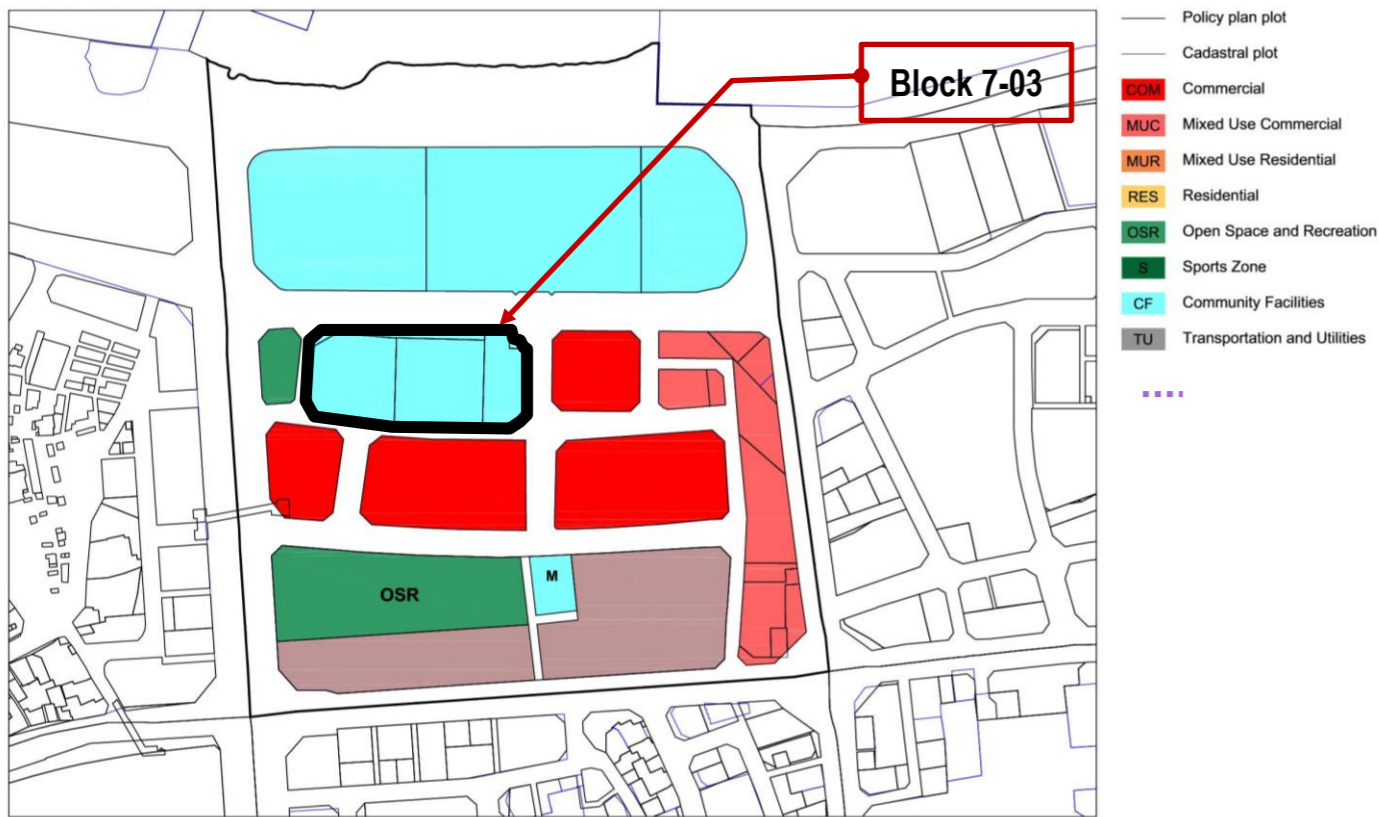 Block 7-03
OSR
M
Policy plan plot
Cadastral plot
COM Commercial
MUC Mixed Use Commercial
MUR Mixed Use Residential
RES Residential
OSR Open Space and Recreation
S Sports Zone
CF Community Facilities
TU Transportation and Utilities